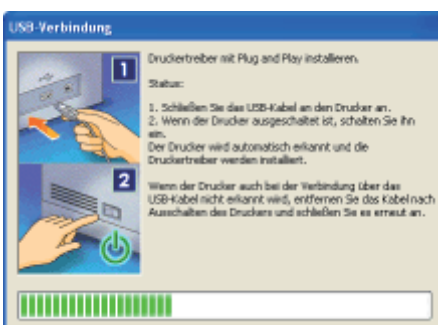 USB-Verbindung
1
Druckertreiber mit Plug and Play installieren.
Status:
1. Schließen Sie das USB-Kabel an den Drucker an.
2. Wenn der Drucker ausgeschaltet ist, schalten Sie ihn
ein.
Der Drucker wird automatisch erkannt und die
Druckertreiber werden installiert.
2
Wenn der Drucker auch bei der Verbindung über das
USB-Kabel nicht erkannt wird, entfernen Sie das Kabel nach
Ausschalten des Druckers und schließen Sie es erneut an.